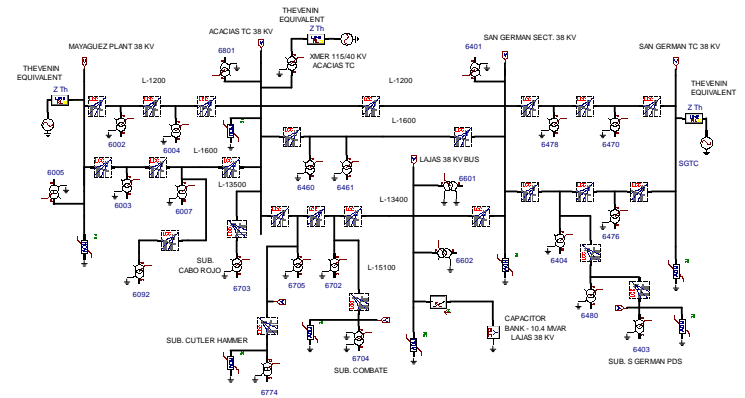 THEVENIN
EQUIVALENT
Z Th
ACACIAS TC 38 KV
6801
XMER 115/40 KV
ACACIAS TC
MAYAGUEZ PLANT 38 KV
SAN GERMAN SECT. 38 KV
6401
SAN GERMAN TC 38 KV
THEVENIN
EQUIVALENT
Z Th
L-1200
L-1200
THEVENIN
EQUIVALENT
Z Th
6002
6004
L-1600
L-1600
6478
6470
SGTC
6005
6003
6007
L-13500
6460
6461
LAJAS 38 KV BUS
6601
L-13400
6476
6092
SUB.
CABO ROJO
6703
6705
6702
L-15100
6602
6404
6480
SUB. CUTLER HAMMER
6774
6704
SUB. COMBATE
CAPACITOR
BANK - 10.4 MVAR
LAJAS 38 KV
6403
SUB. S GERMAN PDS